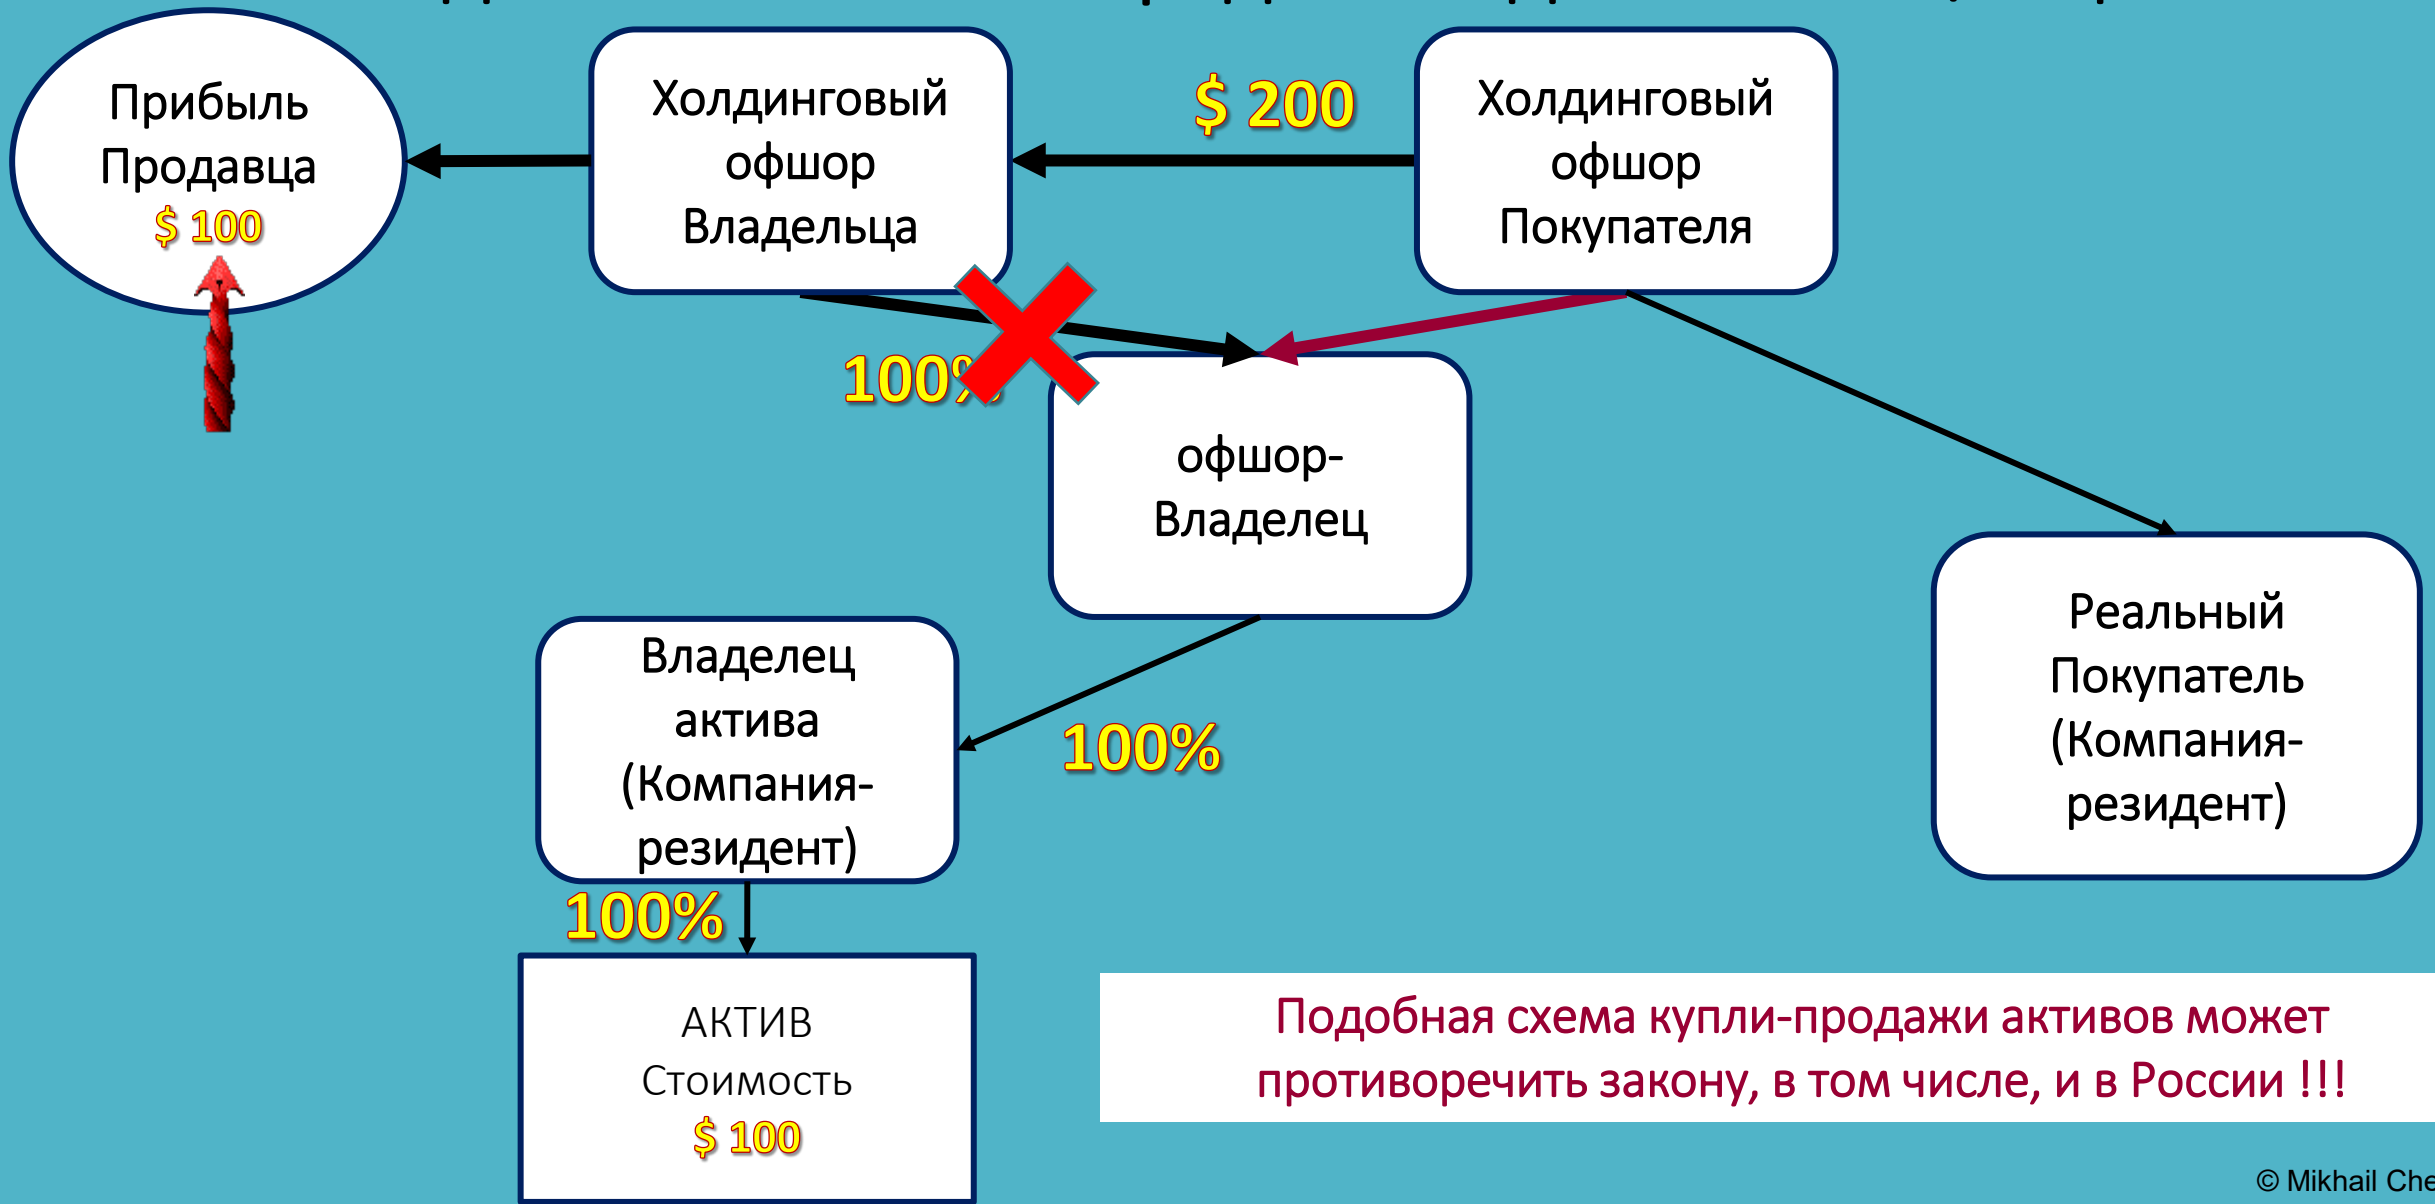 Прибыль
Продавца
$ 100
Холдинговый
офшор
Владельца
$ 200
Холдинговый
офшор
Покупателя
100%
офшор-
Владелец
Владелец
актива
(Компания-
резидент)
100%
Реальный
Покупатель
(Компания-
резидент)
100%
АКТИВ
Стоимость
$ 100
Подобная схема купли-продажи активов может
противоречить закону, в том числе, и в России !!!
© Mikhail Che